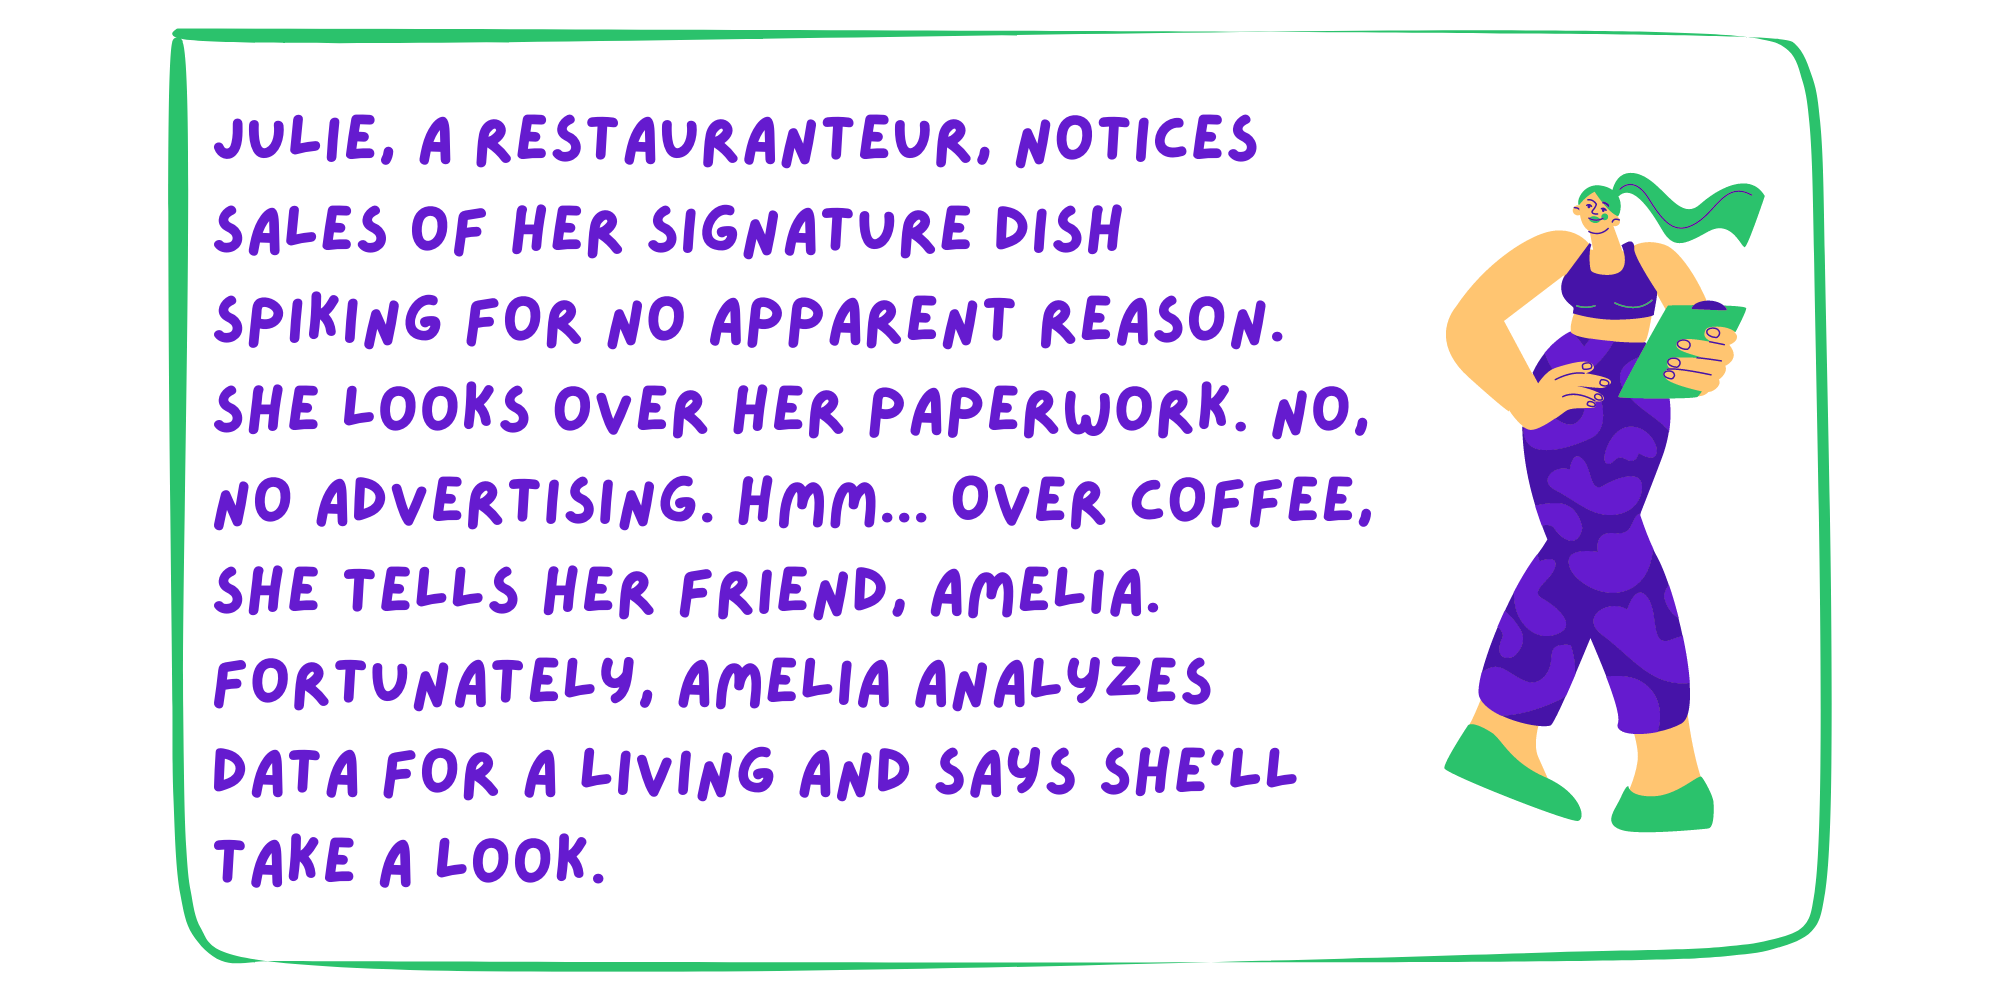 JULIE, A RESTAURANTEUR, NOTICES
SALES OF HER SIGNATURE DISH
SPIKING FOR NO APPARENT REASON.
SHE LOOKS OVER HER PAPERWORK. NO,
NO ADVERTISING. HMM... OVER COFFEE,
SHE TELLS HER FRIEND, AMELIA.
FORTUNATELY, AMELIA ANALYZES
DATA FOR A LIVING AND SAYS SHE'LL
TAKE A LOOK.